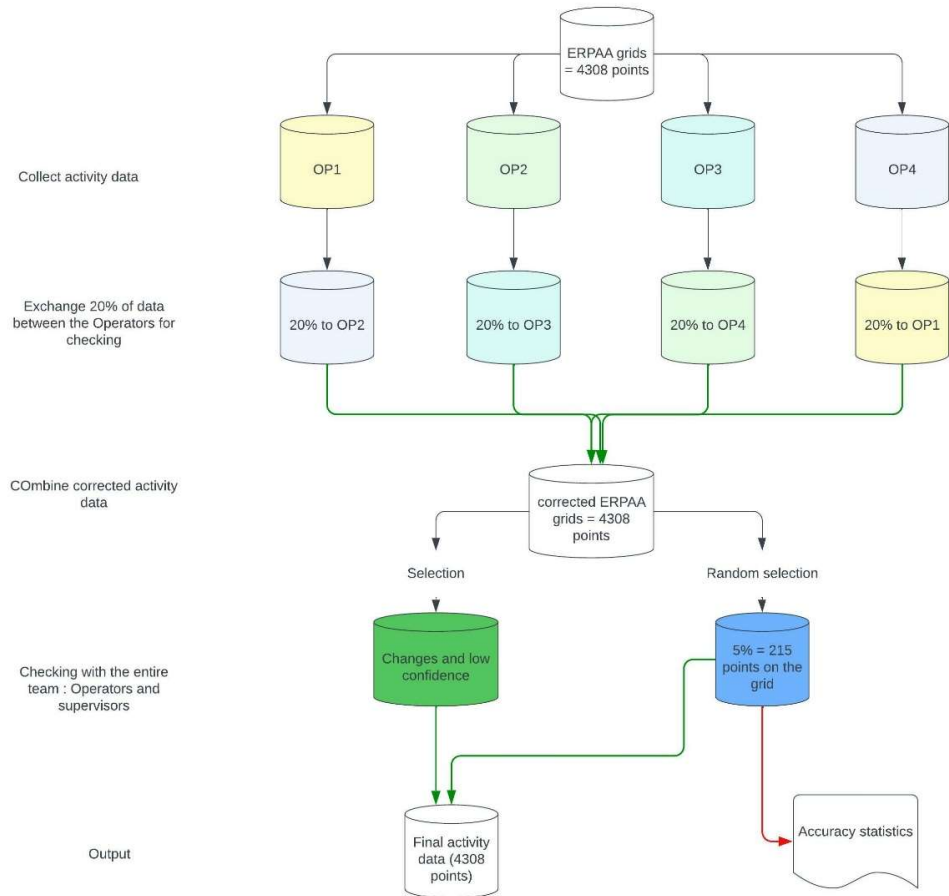 ERPAA grids
= 4308 points
Collect activity data
OP1
OP2
OP3
OP4
Exchange 20% of data
between the Operators for
checking
20% to OP2
20% to OP3
20% to OP4
20% to OP1
COmbine corrected activity
data
corrected ERPAA
grids = 4308
points
Selection
Random selection
Checking with the entire
team : Operators and
supervisors
Changes and low
confidence
5% = 215
points on the
grid
Output
Final activity
data (4308
points)
Accuracy statistics